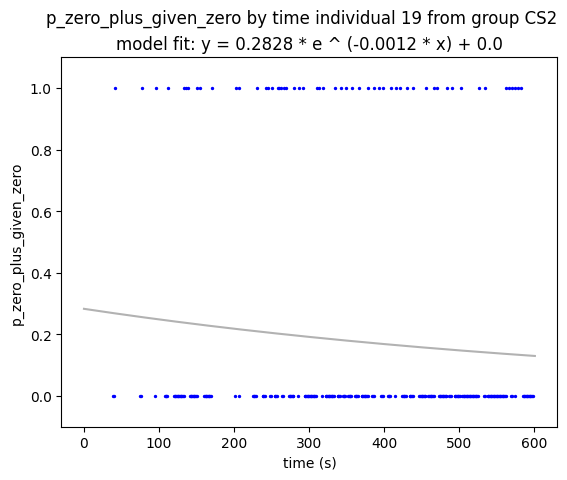 p_zero_plus_given_zero by time individual 19 from group CS2
model fit: y = 0.2828 * e ^ (-0.0012 * x) + 0.0
1.0
0.8
0.6
0.4
0.2
0.0
p_zero_plus_given_zero
0 100 200 300 400 500 600
time (s)